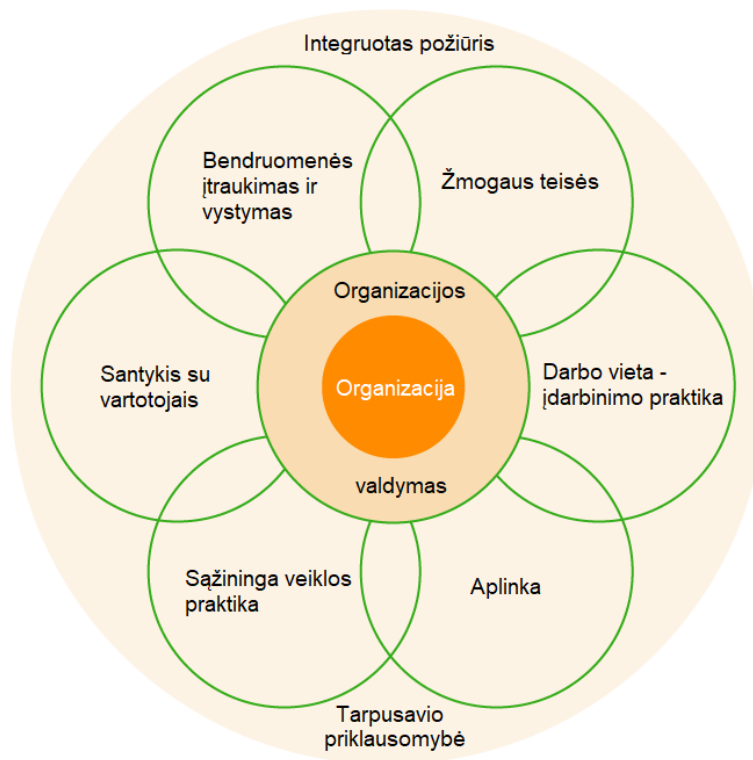 Integruotas požiūris
Bendruomenės
įtraukimas ir
vystymas
Žmogaus teisės
Organizacijos
Santykis su
vartotojais
Organizacija
Darbo vieta -
įdarbinimo praktika
valdymas
Sąžininga veiklos
praktika
Aplinka
Tarpusavio
priklausomybė